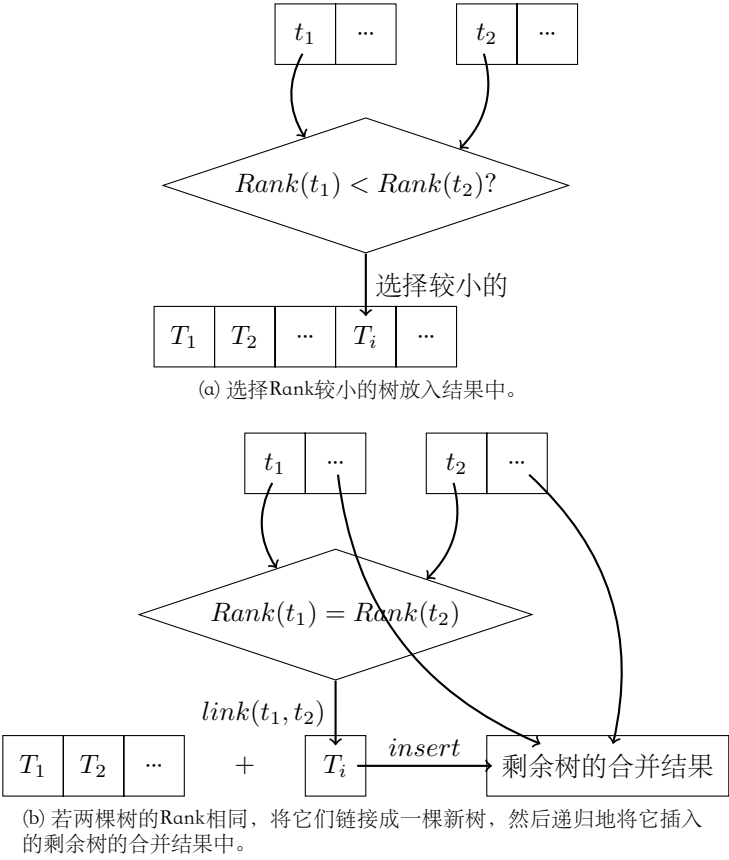 t1 ... t2 ...
Rank(t1) < Rank(t2)?
选择较小的
T1 T2 ... Ti ...
(a) 选择Rank较小的树放入结果中。
t1 ... t2 ...
Rank(t1) = Rank(t2)
link(t1, t2)
T1 T2 ... + Ti insert 剩余树的合并结果
(b) 若两棵树的Rank相同，将它们链接成一棵新树，然后递归地将它插入
的剩余树的合并结果中。